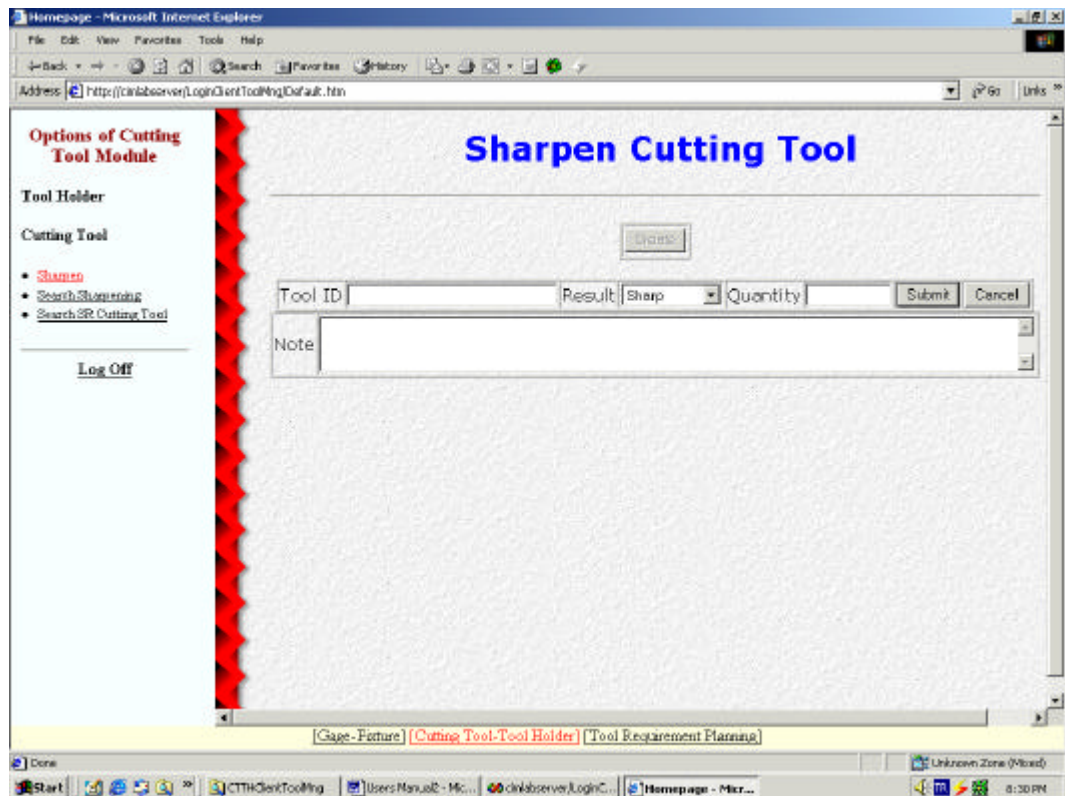 Homepage - Microsoft Internet Explorer
File Edit View Favorites Tools Help
Back Search Favorites History
Address http://cimlabserver/LoginClientToolMng/Default.htm Go Links
Options of Cutting
Tool Module
Tool Holder
Cutting Tool
Sharpen
Search Sharpening
Search SR Cutting Tool
Log Off
Sharpen Cutting Tool
Tool ID Result Sharp Quantity Submit Cancel
Note
[Gage-Fixture] [Cutting Tool-Tool Holder] [Tool Requirement Planning]
Done Unknown Zone (Mixed)
Start CTTHClientToolMng Users Manual2 - Mic... cimlabserver/LoginC... Homepage - Micr... 8:30 PM